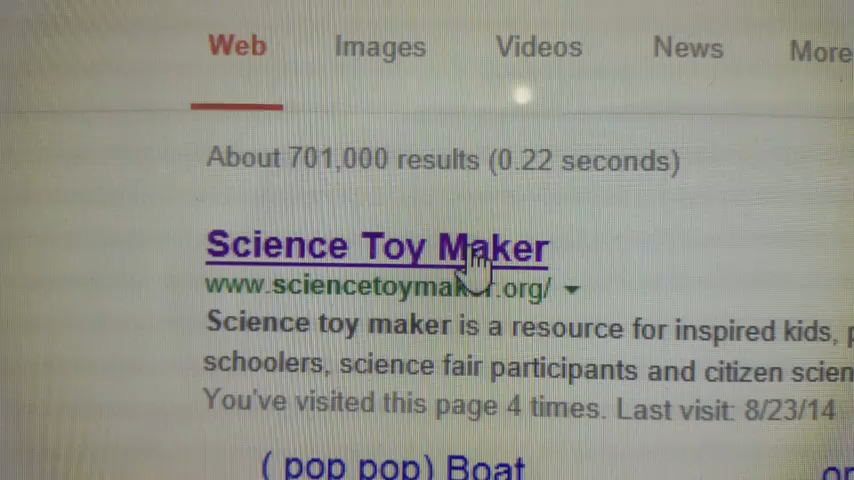 Web Images Videos News More
About 701,000 results (0.22 seconds)
Science Toy Maker
www.sciencetoymaker.org/
Science toy maker is a resource for inspired kids,
schoolers, science fair participants and citizen scien
You've visited this page 4 times. Last visit: 8/23/14
( pop pop) Boat